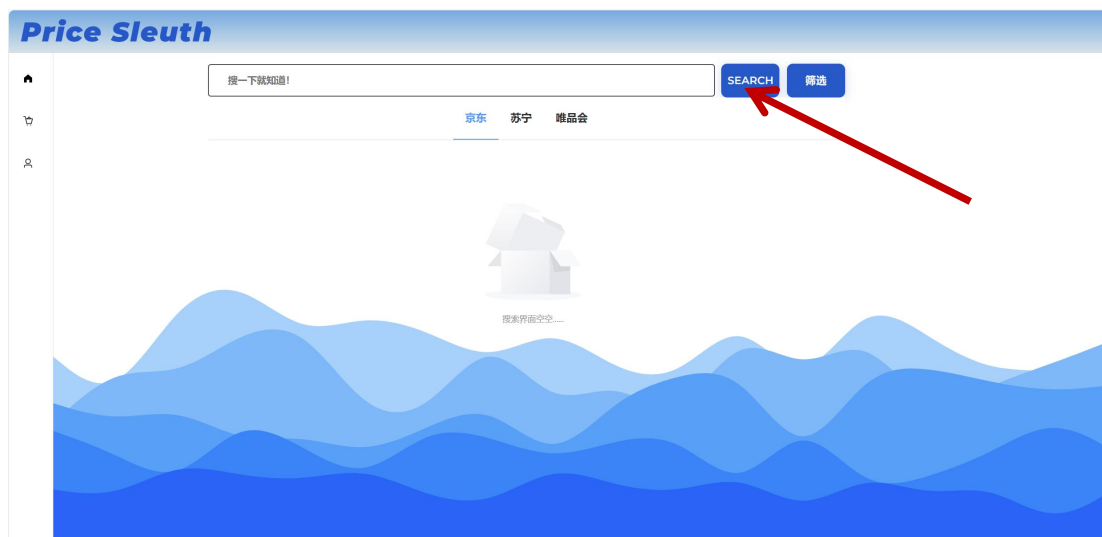 Price Sleuth
搜一下就知道！
SEARCH
筛选
京东
苏宁
唯品会
搜索界面空空.....